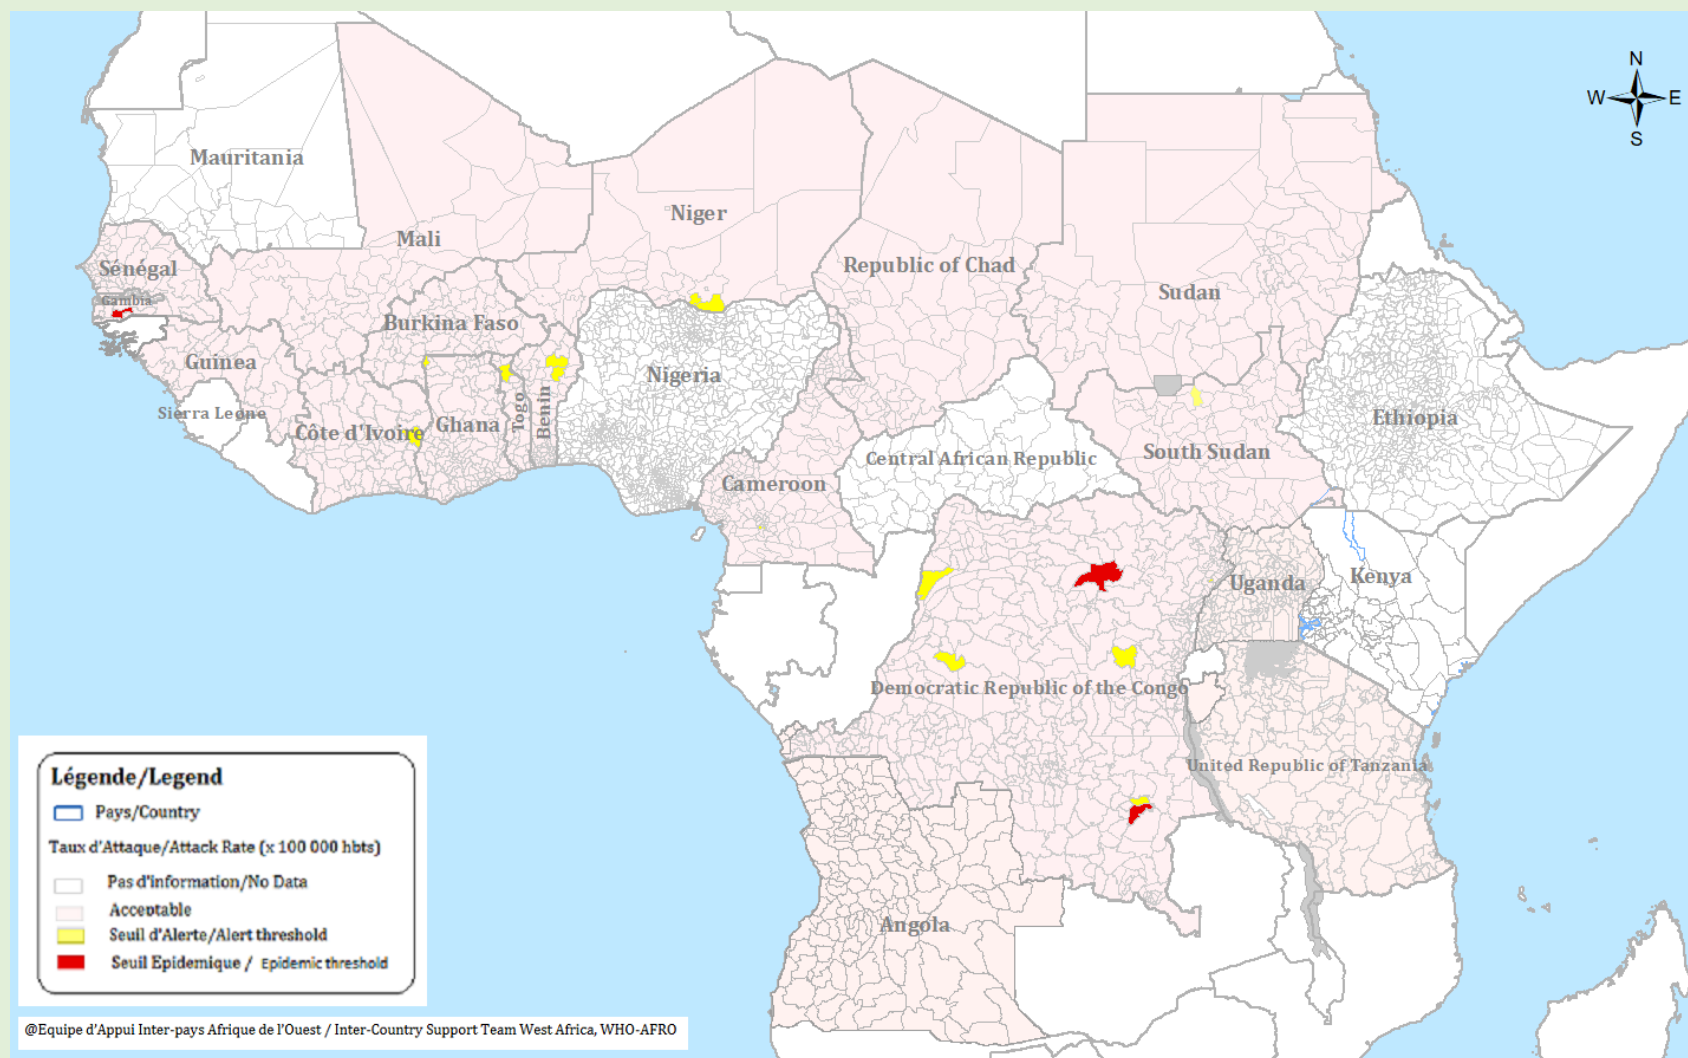 N
W E
S
Mauritania
Niger
Mali
Sénégal
Republic of Chad
Sudan
Gambia
Burkina Faso
Guinea
Nigeria
Sierra Leone
Côte d'Ivoire
Ghana
Togo
Benin
Ethiopia
Central African Republic
South Sudan
Cameroon
Uganda
Kenya
Democratic Republic of the Congo
United Republic of Tanzania
Angola
Légende/Legend
Pays/Country
Taux d'Attaque/Attack Rate (x 100 000 hbts)
Pas d'information/No Data
Acceptable
Seuil d'Alerte/Alert threshold
Seuil Epidemique / Epidemic threshold
@Equipe d'Appui Inter-pays Afrique de l'Ouest / Inter-Country Support Team West Africa, WHO-AFRO